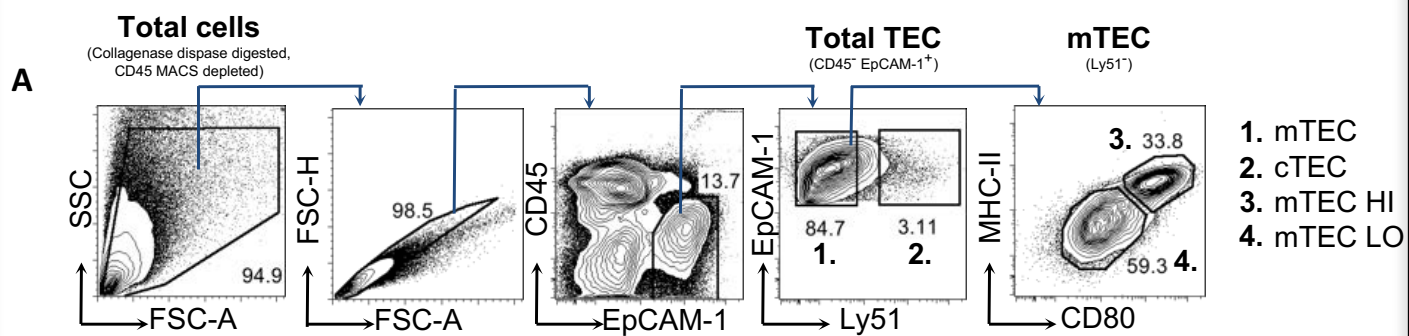 A
Total cells
(Collagenase dispase digested,
CD45 MACS depleted)
SSC
94.9
FSC-A
FSC-H
98.5
FSC-A
CD45
13.7
EpCAM-1
Total TEC
(CD45⁻ EpCAM-1⁺)
EpCAM-1
84.7
1.
3.11
2.
Ly51
mTEC
(Ly51⁻)
MHC-II
3. 33.8
59.3 4.
CD80
1. mTEC
2. cTEC
3. mTEC HI
4. mTEC LO